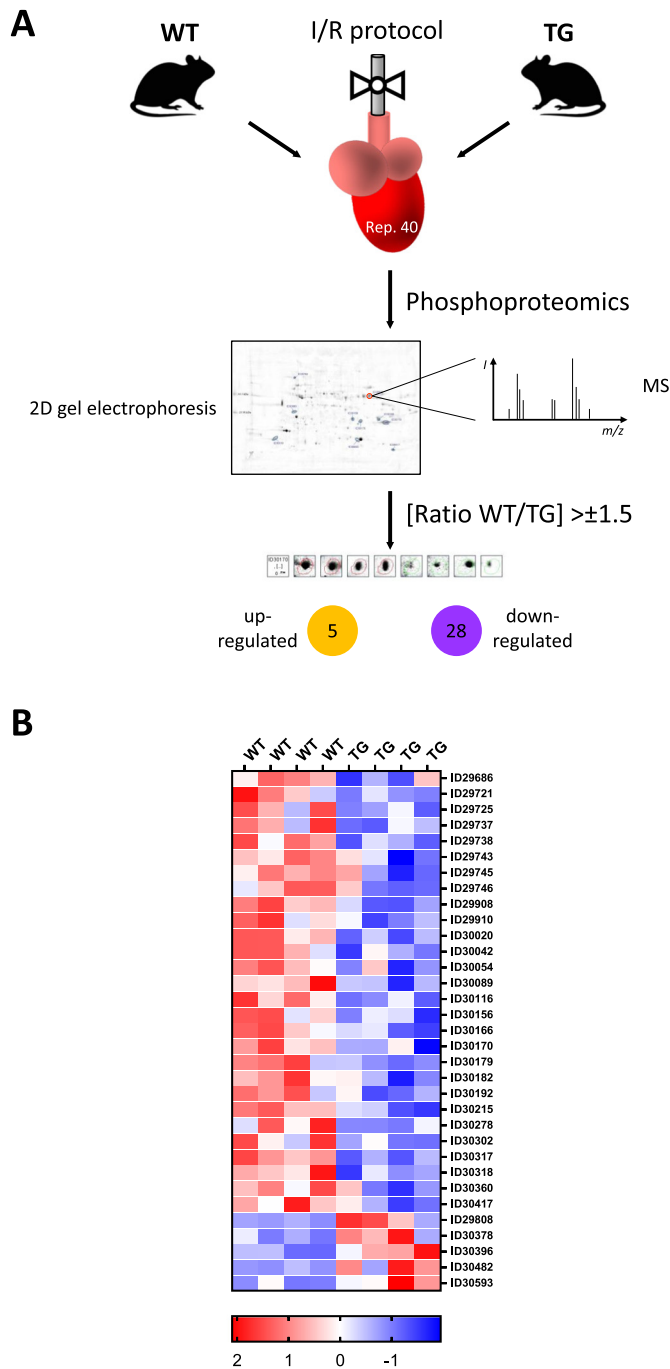 A
WT
I/R protocol
TG
Rep. 40
Phosphoproteomics
2D gel electrophoresis
I
m/z
MS
[Ratio WT/TG] >±1.5
ID30179
up-
regulated
5
28
down-
regulated
B
WT WT WT WT TG TG TG TG
ID29686
ID29721
ID29725
ID29737
ID29738
ID29743
ID29745
ID29746
ID29908
ID29910
ID30020
ID30042
ID30054
ID30089
ID30116
ID30156
ID30166
ID30170
ID30179
ID30182
ID30192
ID30215
ID30278
ID30302
ID30317
ID30318
ID30360
ID30417
ID29808
ID30378
ID30396
ID30482
ID30593
2 1 0 -1